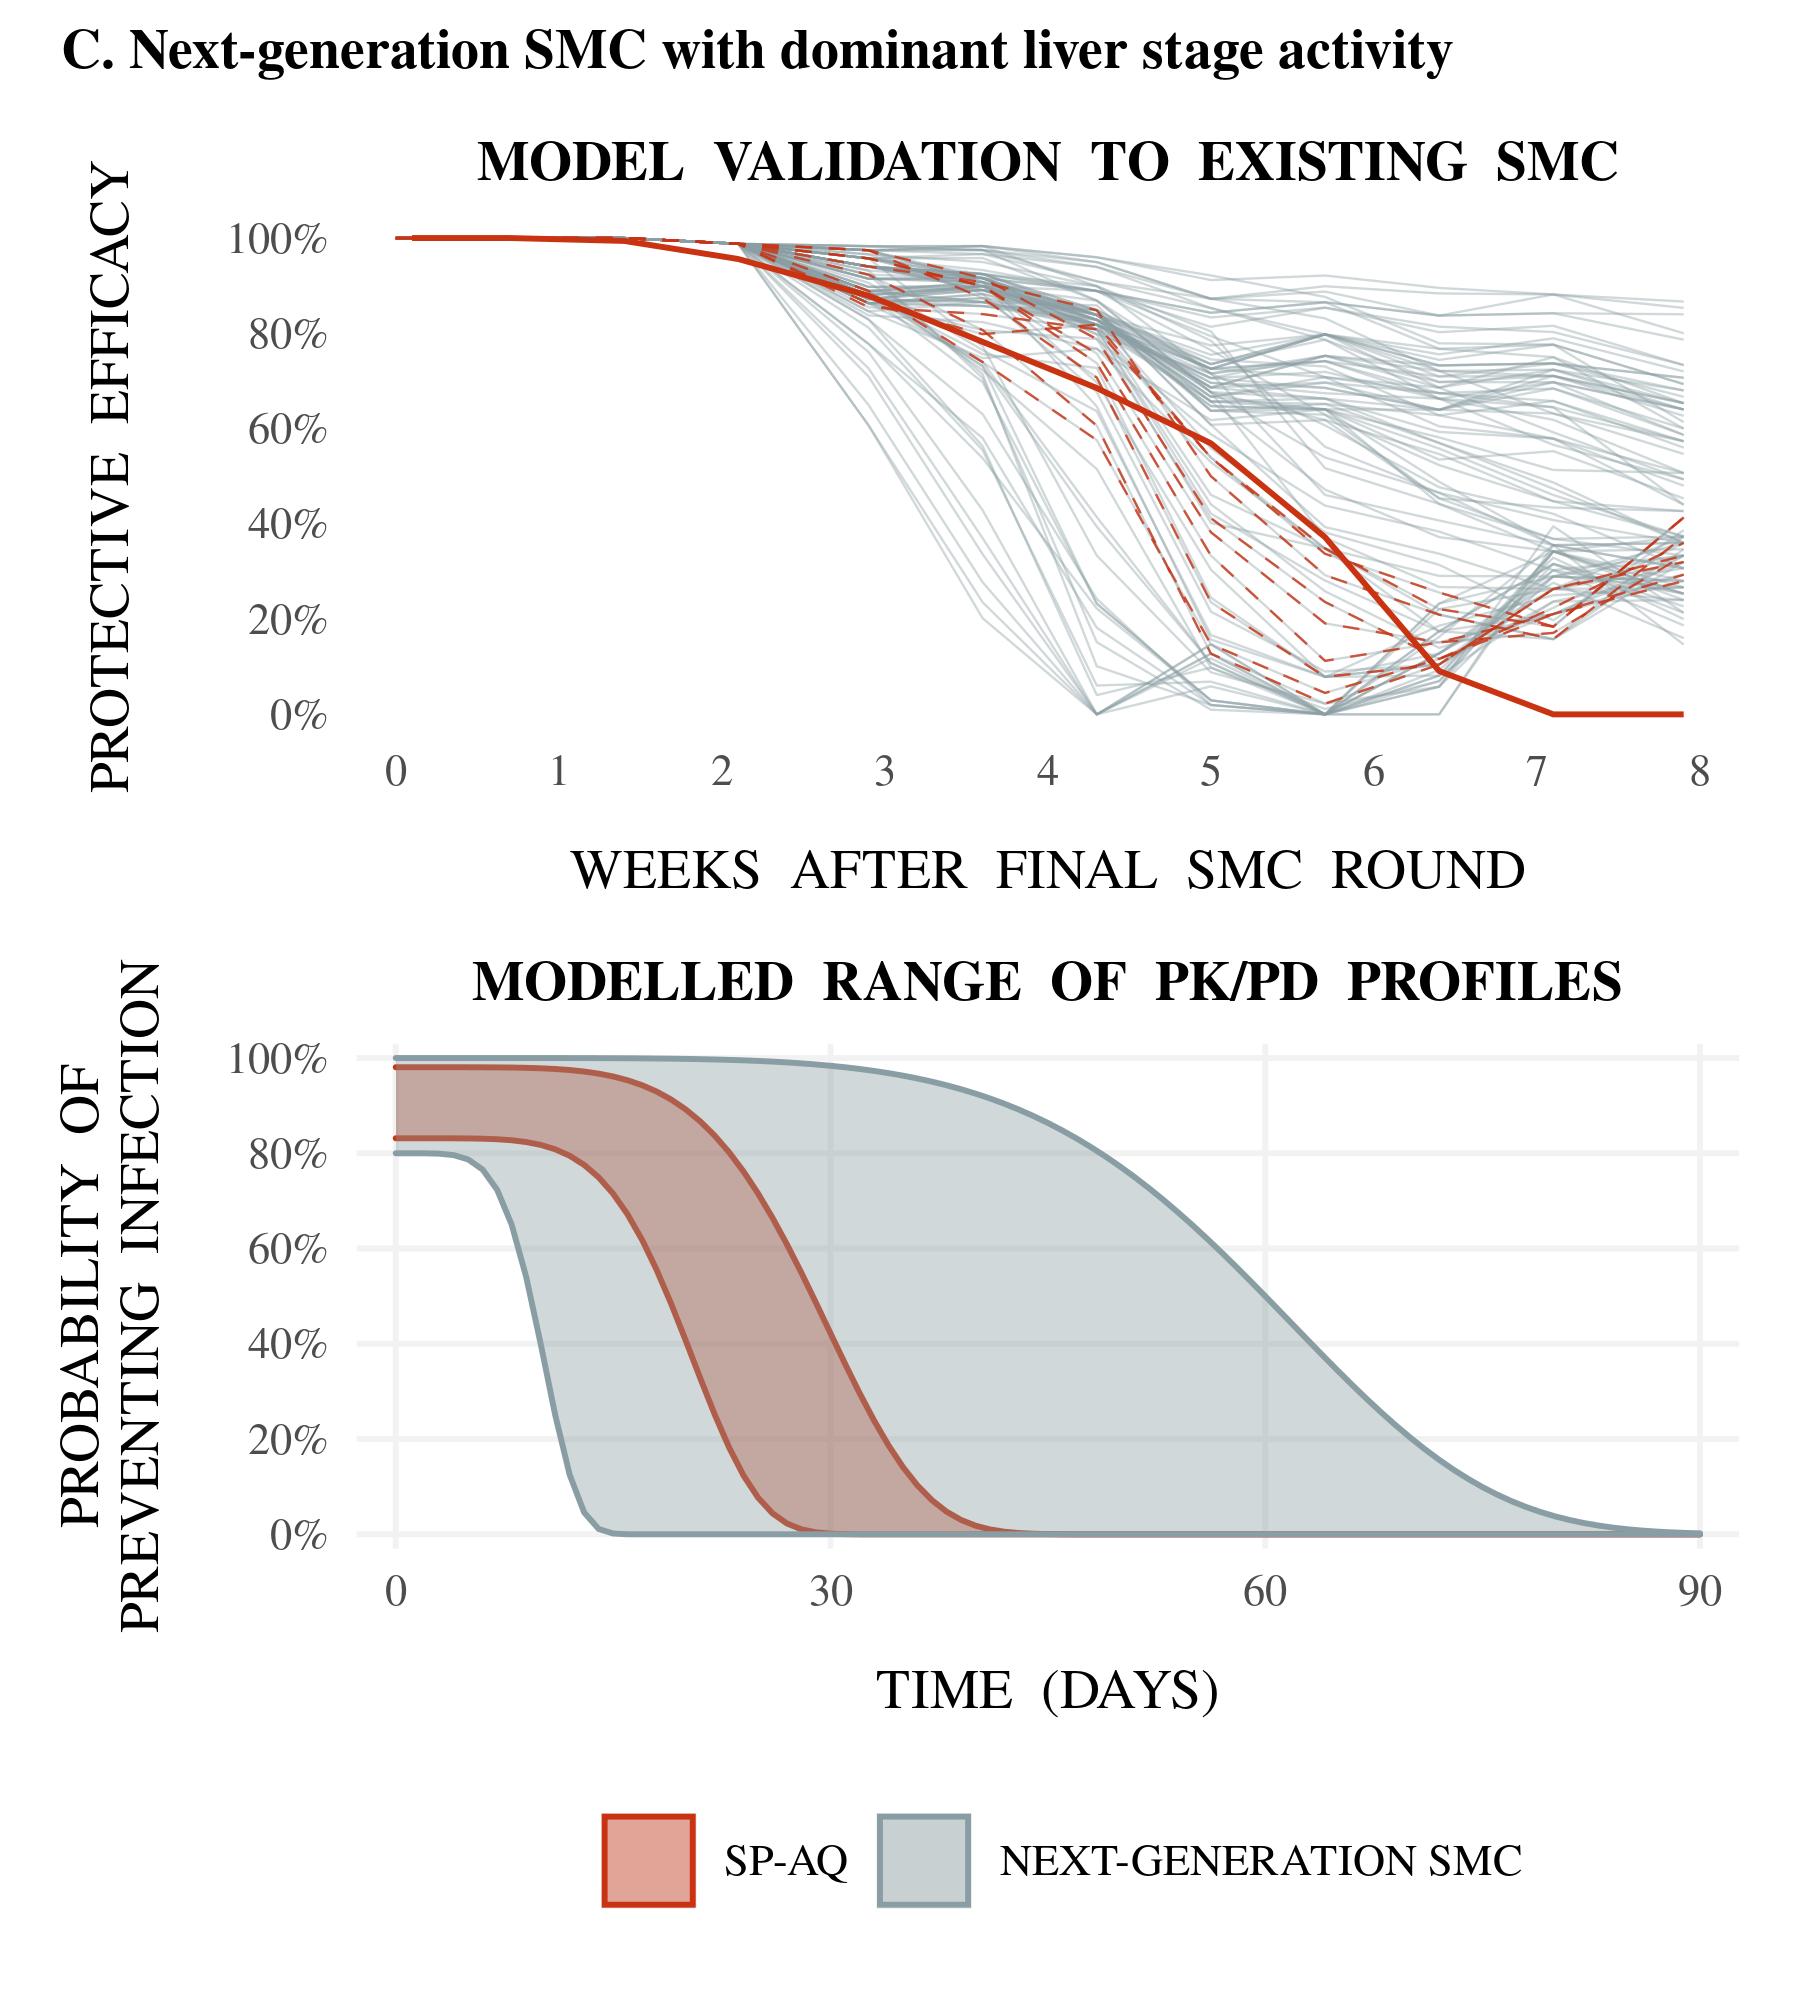 C. Next-generation SMC with dominant liver stage activity
MODEL VALIDATION TO EXISTING SMC
PROTECTIVE EFFICACY
100%
80%
60%
40%
20%
0%
0 1 2 3 4 5 6 7 8
WEEKS AFTER FINAL SMC ROUND
MODELLED RANGE OF PK/PD PROFILES
PROBABILITY OF
PREVENTING INFECTION
100%
80%
60%
40%
20%
0%
0 30 60 90
TIME (DAYS)
SP-AQ NEXT-GENERATION SMC